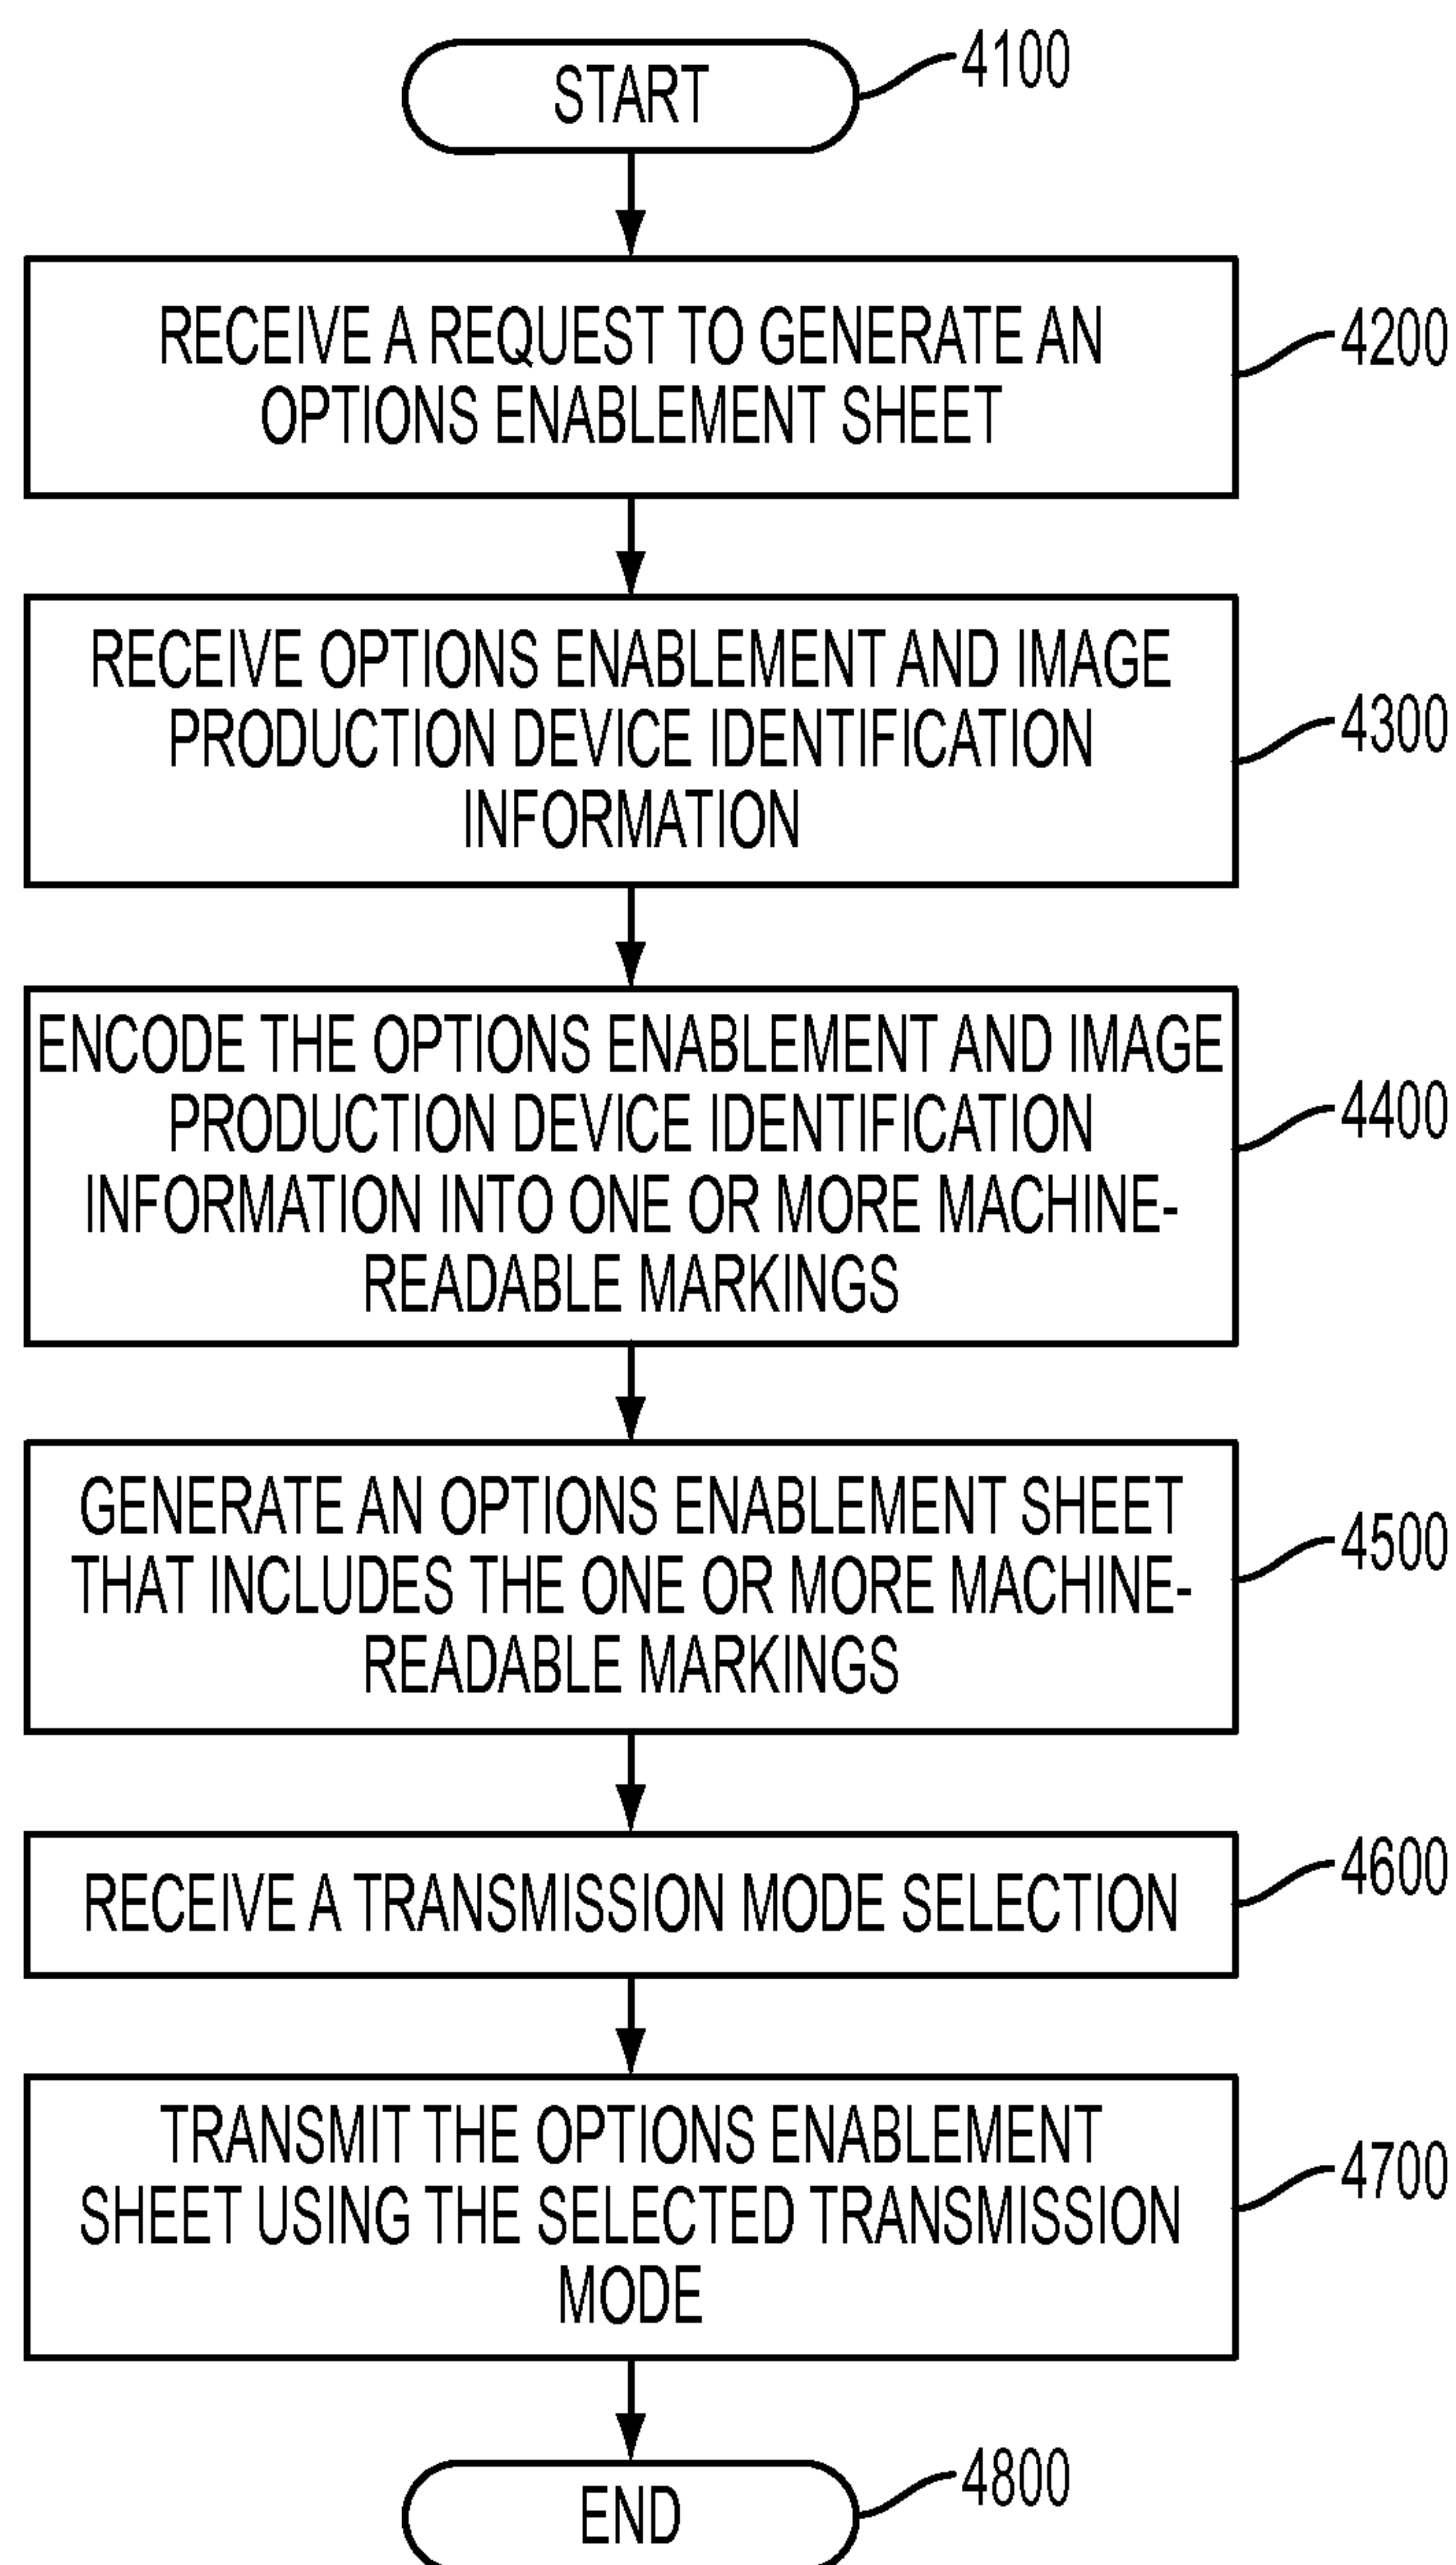 START
4100
RECEIVE A REQUEST TO GENERATE AN
OPTIONS ENABLEMENT SHEET
4200
RECEIVE OPTIONS ENABLEMENT AND IMAGE
PRODUCTION DEVICE IDENTIFICATION
INFORMATION
4300
ENCODE THE OPTIONS ENABLEMENT AND IMAGE
PRODUCTION DEVICE IDENTIFICATION
INFORMATION INTO ONE OR MORE MACHINE-
READABLE MARKINGS
4400
GENERATE AN OPTIONS ENABLEMENT SHEET
THAT INCLUDES THE ONE OR MORE MACHINE-
READABLE MARKINGS
4500
RECEIVE A TRANSMISSION MODE SELECTION
4600
TRANSMIT THE OPTIONS ENABLEMENT
SHEET USING THE SELECTED TRANSMISSION
MODE
4700
END
4800